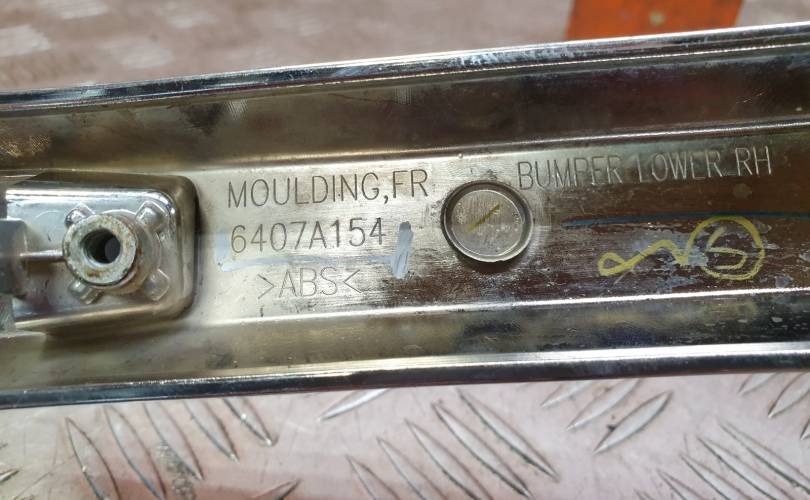 MOULDING,FR BUMPER LOWER RH
6407A154
>ABS<